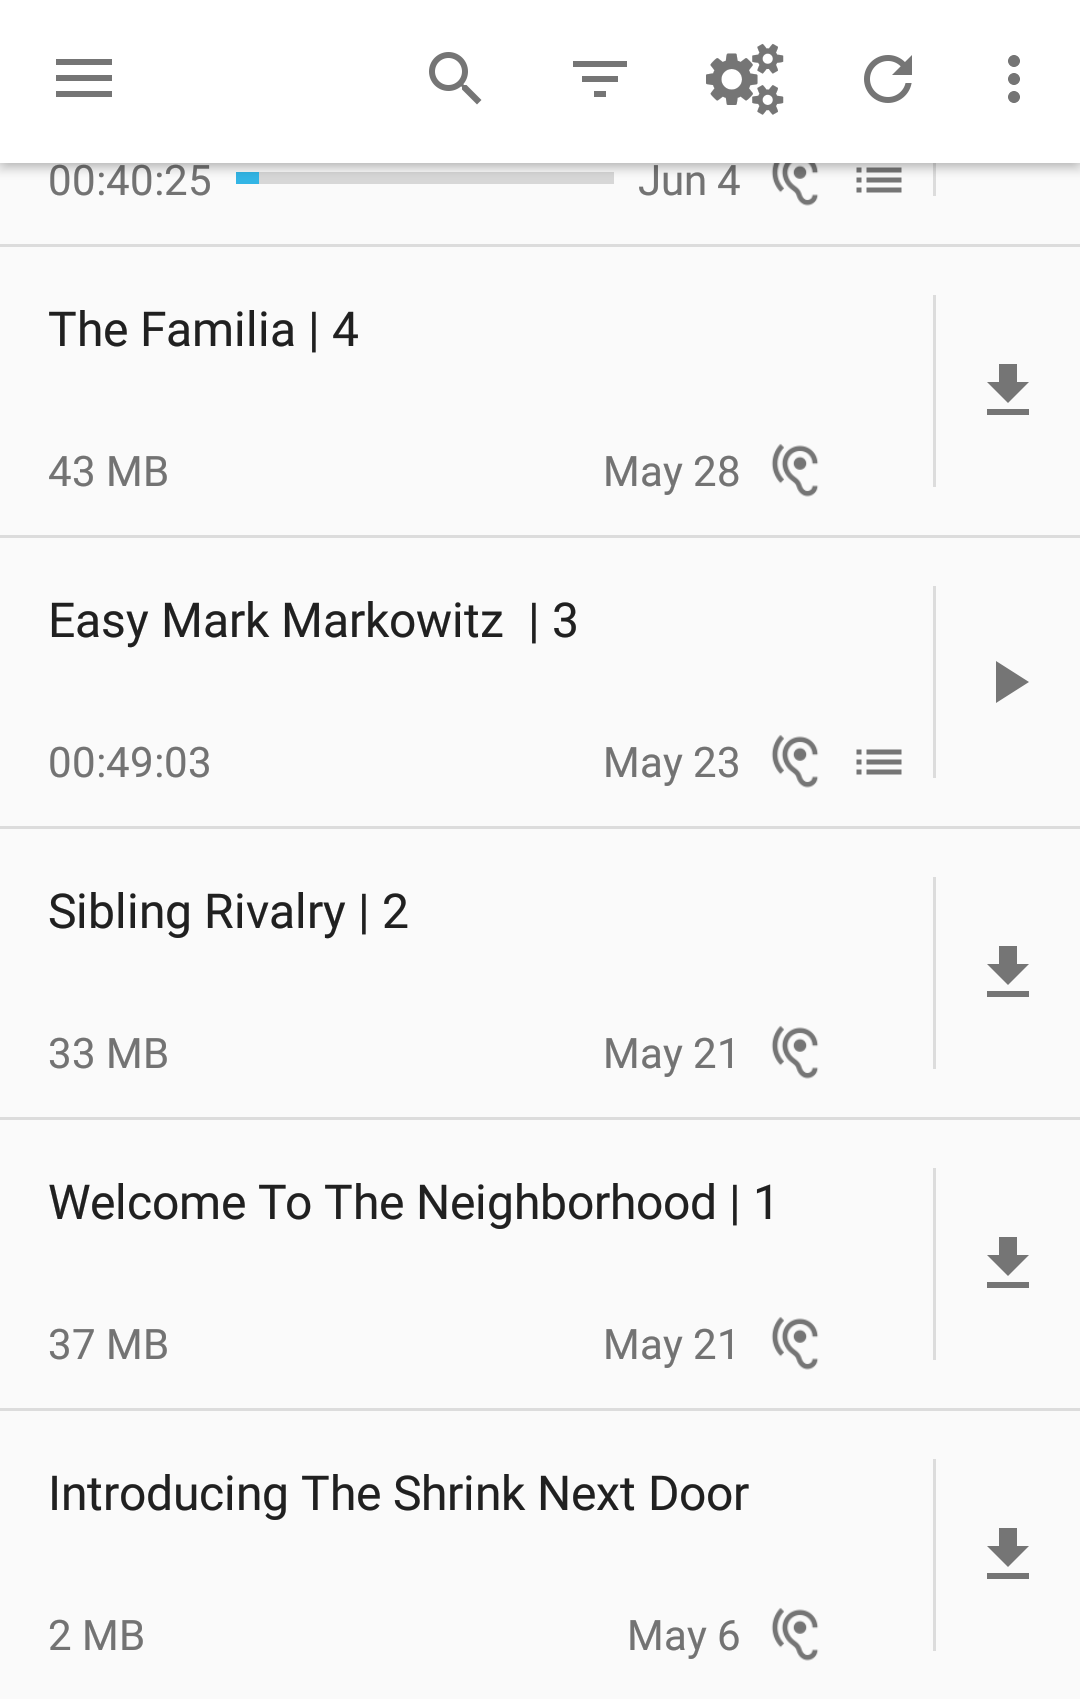 00:40:25 Jun 4
The Familia | 4
43 MB May 28
Easy Mark Markowitz  | 3
00:49:03 May 23
Sibling Rivalry | 2
33 MB May 21
Welcome To The Neighborhood | 1
37 MB May 21
Introducing The Shrink Next Door
2 MB May 6